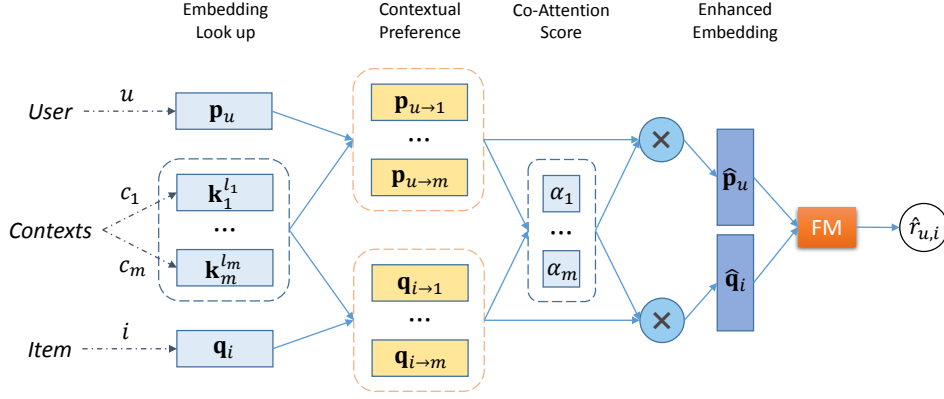 Embedding
Look up
Contextual
Preference
Co-Attention
Score
Enhanced
Embedding
User
u
𝐩_u
𝐩_{u→1}
...
𝐩_{u→m}
×
𝐩̂_u
Contexts
c_1
c_m
𝐤_1^{l_1}
...
𝐤_m^{l_m}
α_1
...
α_m
FM
r̂_{u,i}
Item
i
𝐪_i
𝐪_{i→1}
...
𝐪_{i→m}
×
𝐪̂_i